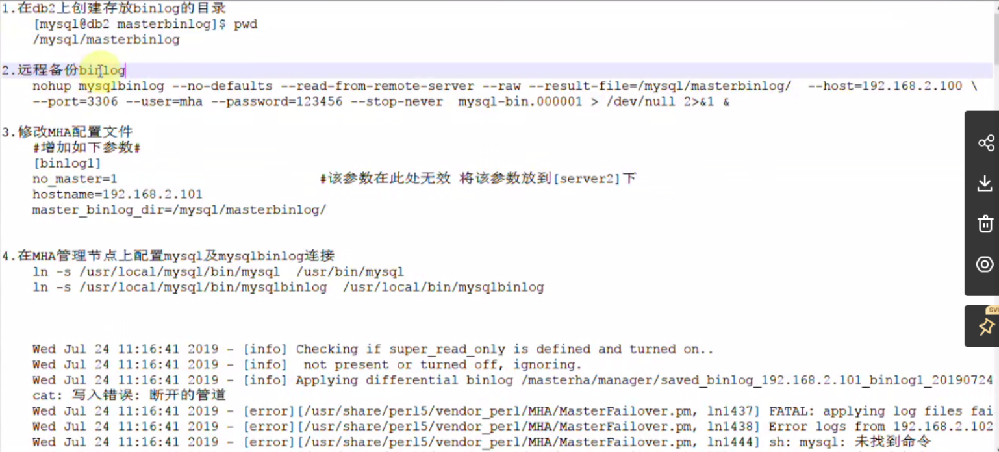 1.在db2上创建存放binlog的目录
[mysql@db2 masterbinlog]$ pwd
/mysql/masterbinlog
2.远程备份binlog
nohup mysqlbinlog --no-defaults --read-from-remote-server --raw --result-file=/mysql/masterbinlog/  --host=192.168.2.100 \
--port=3306 --user=mha --password=123456 --stop-never  mysql-bin.000001 > /dev/null 2>&1 &
3.修改MHA配置文件
#增加如下参数#
[binlog1]
no_master=1 #该参数在此处无效 将该参数放到[server2]下
hostname=192.168.2.101
master_binlog_dir=/mysql/masterbinlog/
4.在MHA管理节点上配置mysql及mysqlbinlog连接
ln -s /usr/local/mysql/bin/mysql  /usr/bin/mysql
ln -s /usr/local/mysql/bin/mysqlbinlog  /usr/local/bin/mysqlbinlog
Wed Jul 24 11:16:41 2019 - [info] Checking if super_read_only is defined and turned on..
Wed Jul 24 11:16:41 2019 - [info]  not present or turned off, ignoring.
Wed Jul 24 11:16:41 2019 - [info] Applying differential binlog /masterha/manager/saved_binlog_192.168.2.101_binlog1_20190724
cat: 写入错误: 断开的管道
Wed Jul 24 11:16:41 2019 - [error][/usr/share/perl5/vendor_perl/MHA/MasterFailover.pm, ln1437] FATAL: applying log files fai
Wed Jul 24 11:16:41 2019 - [error][/usr/share/perl5/vendor_perl/MHA/MasterFailover.pm, ln1438] Error logs from 192.168.2.102
Wed Jul 24 11:16:41 2019 - [error][/usr/share/perl5/vendor_perl/MHA/MasterFailover.pm, ln1444] sh: mysql: 未找到命令